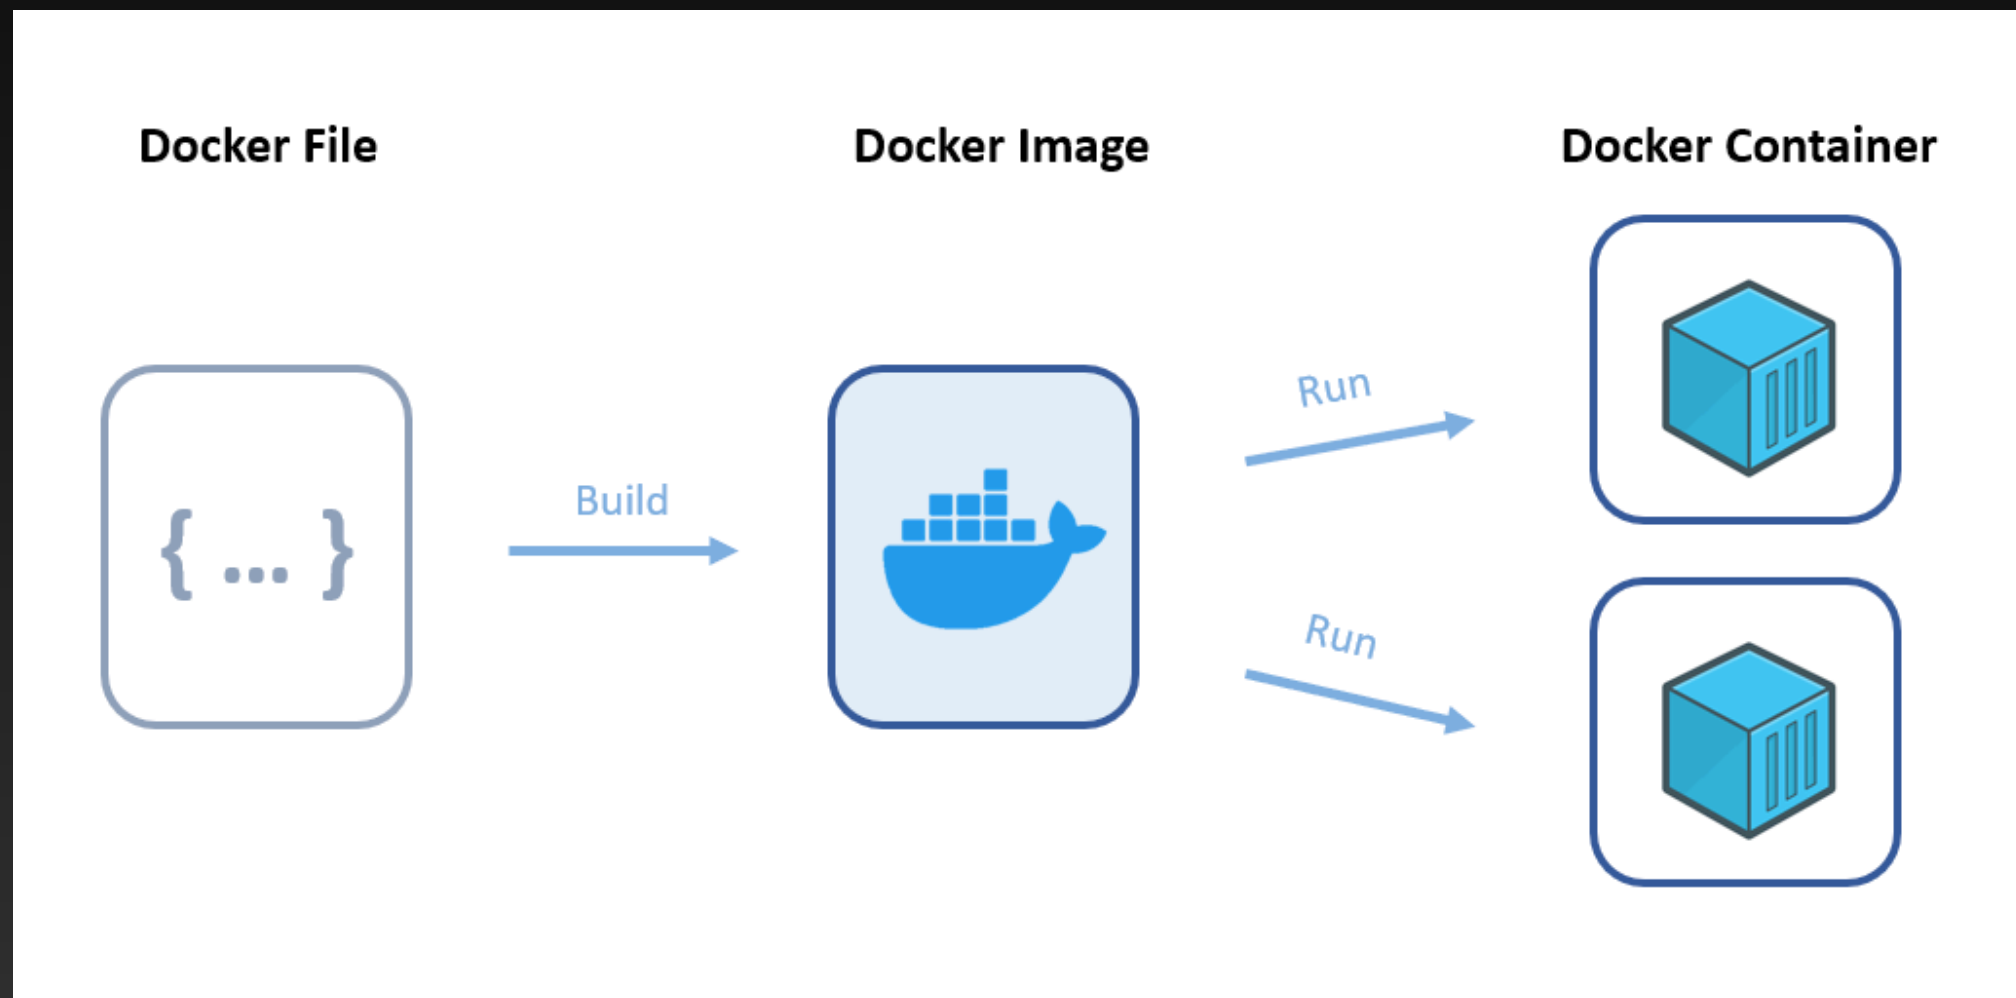 Docker File
Docker Image
Docker Container
{ ... }
Build
Run
Run